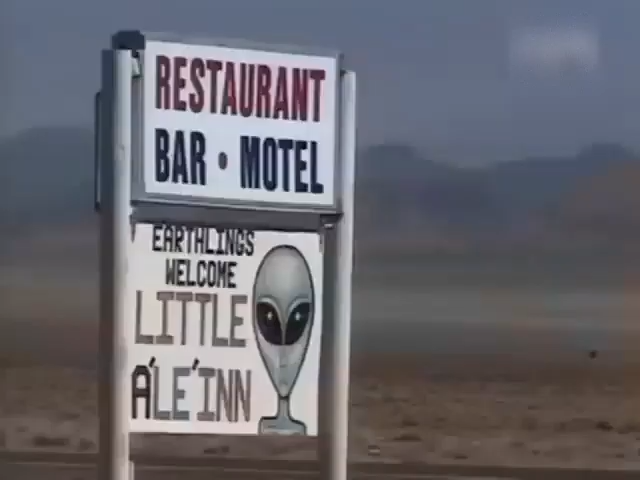 RESTAURANT
BAR • MOTEL
EARTHLINGS
WELCOME
LITTLE
A'LE'INN